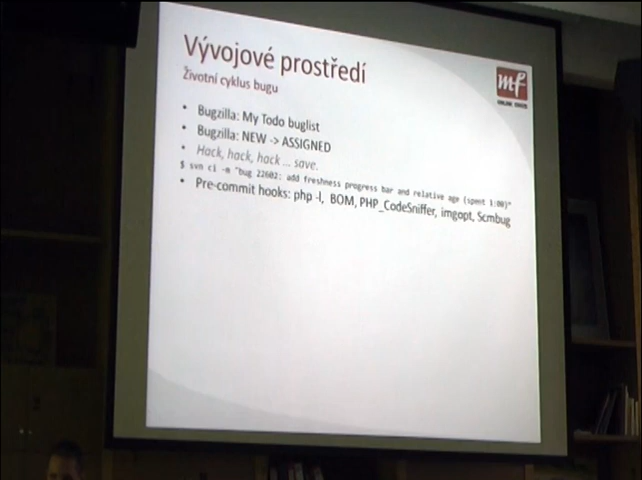 Vývojové prostředí
Životní cyklus bugu
mf
• Bugzilla: My Todo buglist
• Bugzilla: NEW -> ASSIGNED
• Hack, hack, hack ... save.
$ svn ci -m "bug 22602: add freshness progress bar and relative age (spent 1:00)"
• Pre-commit hooks: php -l, BOM, PHP_CodeSniffer, imgopt, Scmbug